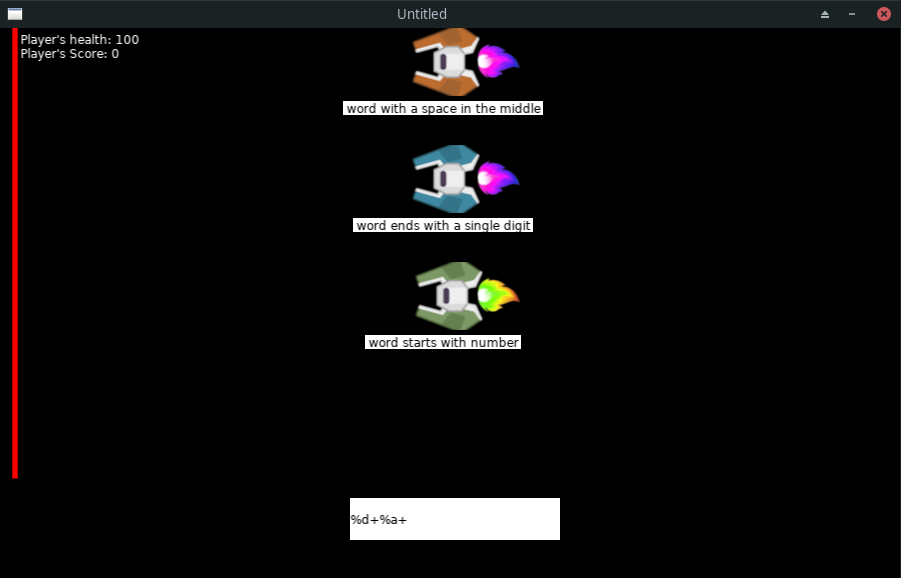 Untitled
Player's health: 100
Player's Score: 0
word with a space in the middle
word ends with a single digit
word starts with number
%d+%a+